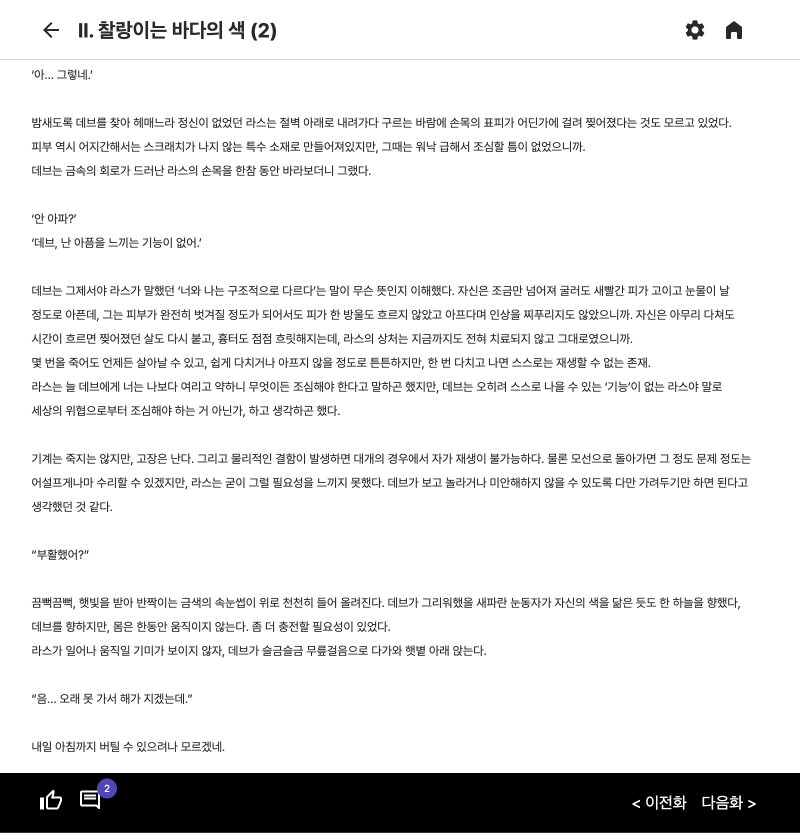 II. 찰랑이는 바다의 색 (2)
‘아... 그렇네.’
밤새도록 데브를 찾아 헤매느라 정신이 없었던 라스는 절벽 아래로 내려가다 구르는 바람에 손목의 표피가 어딘가에 걸려 찢어졌다는 것도 모르고 있었다.
피부 역시 어지간해서는 스크래치가 나지 않는 특수 소재로 만들어져있지만, 그때는 워낙 급해서 조심할 틈이 없었으니까.
데브는 금속의 회로가 드러난 라스의 손목을 한참 동안 바라보더니 그랬다.
‘안 아파?’
‘데브, 난 아픔을 느끼는 기능이 없어.’
데브는 그제서야 라스가 말했던 ‘너와 나는 구조적으로 다르다’는 말이 무슨 뜻인지 이해했다. 자신은 조금만 넘어져 굴러도 새빨간 피가 고이고 눈물이 날
정도로 아픈데, 그는 피부가 완전히 벗겨질 정도가 되어서도 피가 한 방울도 흐르지 않았고 아프다며 인상을 찌푸리지도 않았으니까. 자신은 아무리 다쳐도
시간이 흐르면 찢어졌던 살도 다시 붙고, 흉터도 점점 흐릿해지는데, 라스의 상처는 지금까지도 전혀 치료되지 않고 그대로였으니까.
몇 번을 죽어도 언제든 살아날 수 있고, 쉽게 다치거나 아프지 않을 정도로 튼튼하지만, 한 번 다치고 나면 스스로는 재생할 수 없는 존재.
라스는 늘 데브에게 너는 나보다 여리고 약하니 무엇이든 조심해야 한다고 말하곤 했지만, 데브는 오히려 스스로 나을 수 있는 ‘기능’이 없는 라스야 말로
세상의 위협으로부터 조심해야 하는 거 아닌가, 하고 생각하곤 했다.
기계는 죽지는 않지만, 고장은 난다. 그리고 물리적인 결함이 발생하면 대개의 경우에서 자가 재생이 불가능하다. 물론 모선으로 돌아가면 그 정도 문제 정도는
어설프게나마 수리할 수 있겠지만, 라스는 굳이 그럴 필요성을 느끼지 못했다. 데브가 보고 놀라거나 미안해하지 않을 수 있도록 다만 가려두기만 하면 된다고
생각했던 것 같다.
“부활했어?”
끔뻑끔뻑, 햇빛을 받아 반짝이는 금색의 속눈썹이 위로 천천히 들어 올려진다. 데브가 그리워했을 새파란 눈동자가 자신의 색을 닮은 듯도 한 하늘을 향했다,
데브를 향하지만, 몸은 한동안 움직이지 않는다. 좀 더 충전할 필요성이 있었다.
라스가 일어나 움직일 기미가 보이지 않자, 데브가 슬금슬금 무릎걸음으로 다가와 햇볕 아래 앉는다.
“음... 오래 못 가서 해가 지겠는데.”
내일 아침까지 버틸 수 있으려나 모르겠네.
2
< 이전화 다음화 >